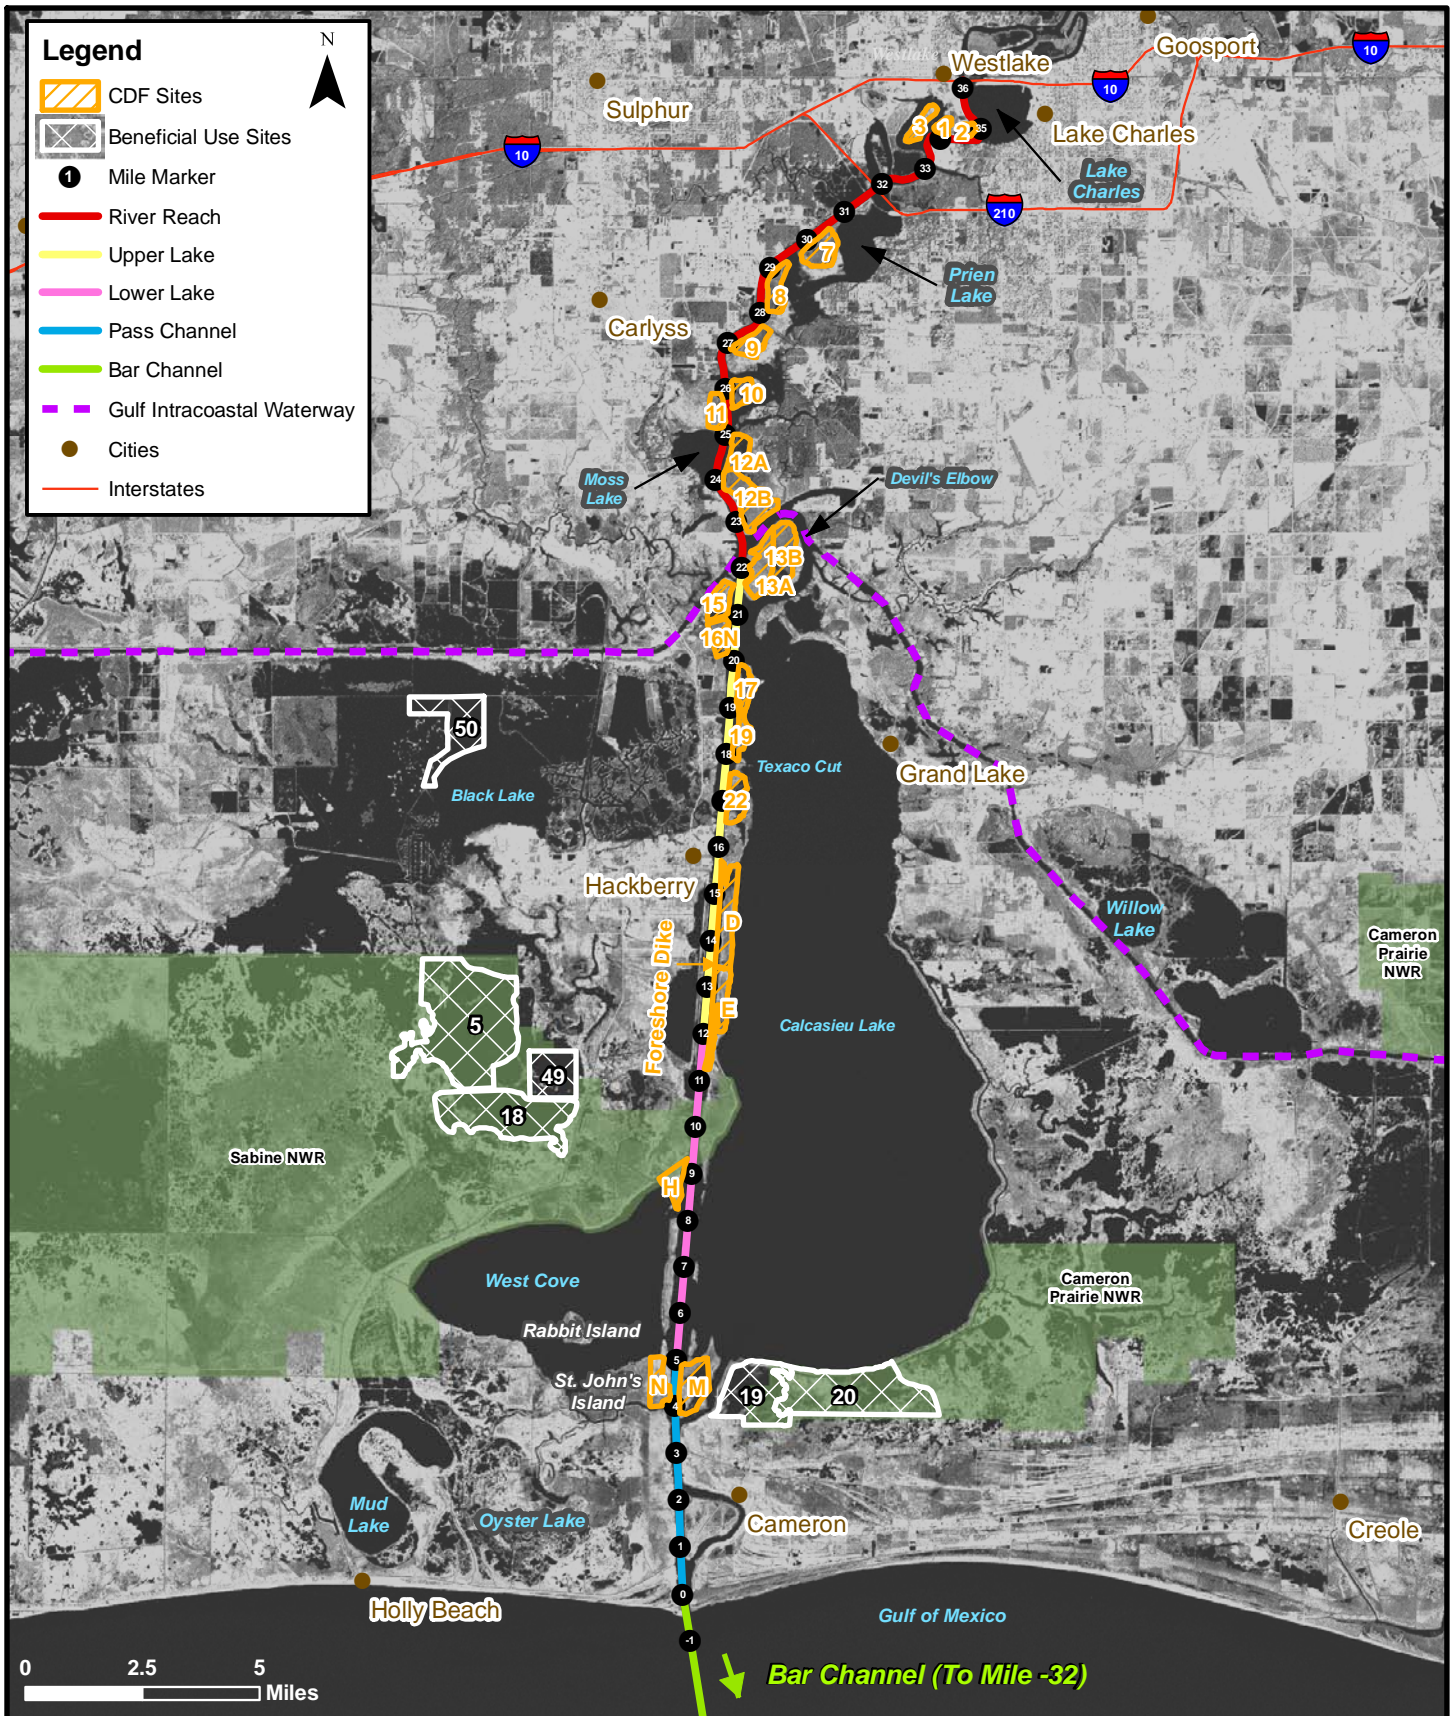 Legend
N
CDF Sites
Beneficial Use Sites
1
Mile Marker
River Reach
Upper Lake
Lower Lake
Pass Channel
Bar Channel
Gulf Intracoastal Waterway
Cities
Interstates
Goosport
10
Westlake
Westlake
10
36
Sulphur
10
3
1
2
35
Lake Charles
33
Lake
Charles
32
210
31
30
7
29
Prien
Lake
8
28
Carlyss
27
9
26
10
11
25
12A
Moss
Lake
24
Devil's Elbow
12B
23
13B
22
13A
15
21
16N
20
17
19
50
19
18
Texaco Cut
Grand Lake
Black Lake
22
16
Hackberry
15
D
Willow
Lake
14
Cameron
Prairie
NWR
Foreshore Dike
13
E
5
12
Calcasieu Lake
49
11
18
10
Sabine NWR
9
H
8
7
West Cove
Cameron
Prairie NWR
6
Rabbit Island
5
St. John's
Island
N
M
4
19
20
3
2
Mud
Lake
Oyster Lake
Cameron
Creole
1
Holly Beach
0
Gulf of Mexico
-1
Bar Channel (To Mile -32)
0
2.5
5
Miles